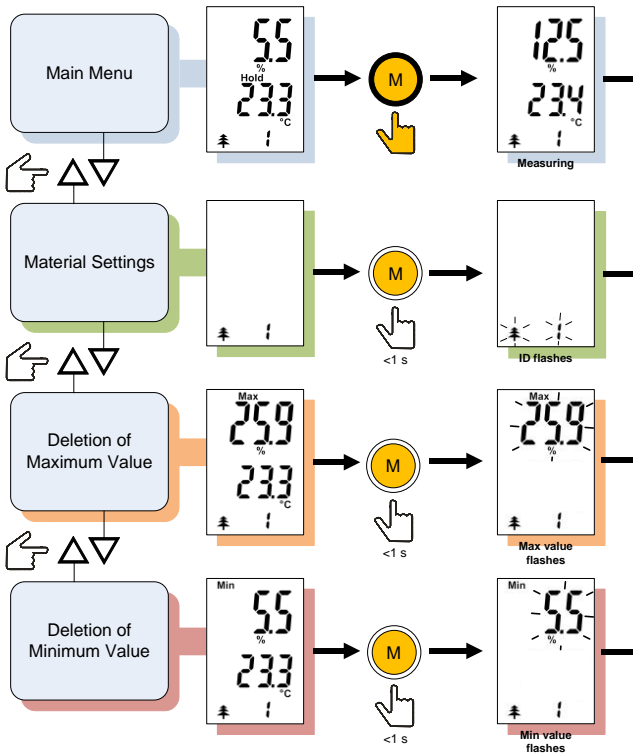 Main Menu
5.5
%
Hold
23.3
°C
1
M
12.5
%
23.4
°C
1
Measuring
Material Settings
1
M
<1 s
1
ID flashes
Deletion of
Maximum Value
Max
25.9
%
23.3
°C
1
M
<1 s
Max
25.9
%
1
Max value
flashes
Deletion of
Minimum Value
Min
5.5
%
23.3
°C
1
M
<1 s
Min
5.5
%
1
Min value
flashes